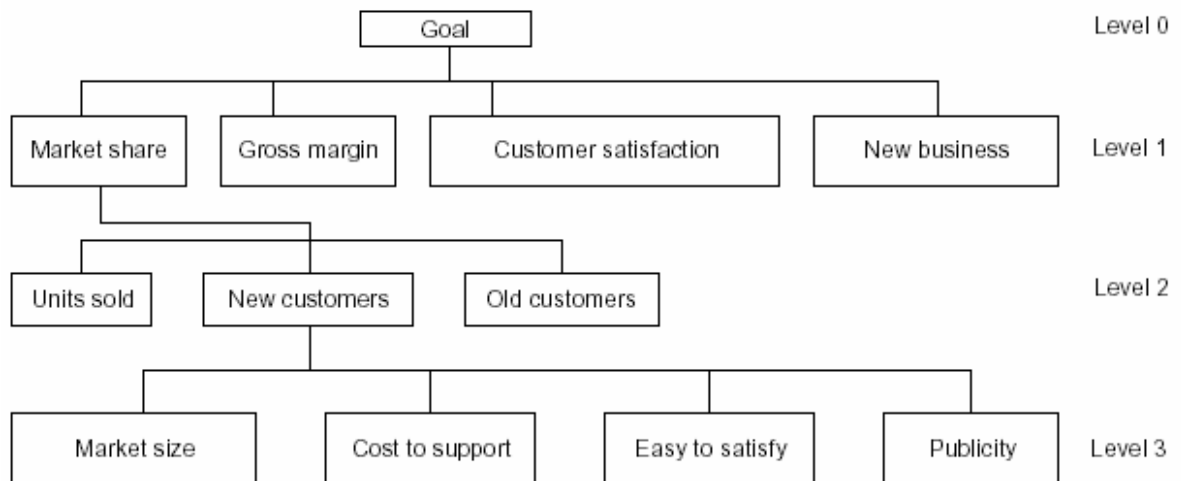 Goal
Level 0
Market share
Gross margin
Customer satisfaction
New business
Level 1
Units sold
New customers
Old customers
Level 2
Market size
Cost to support
Easy to satisfy
Publicity
Level 3